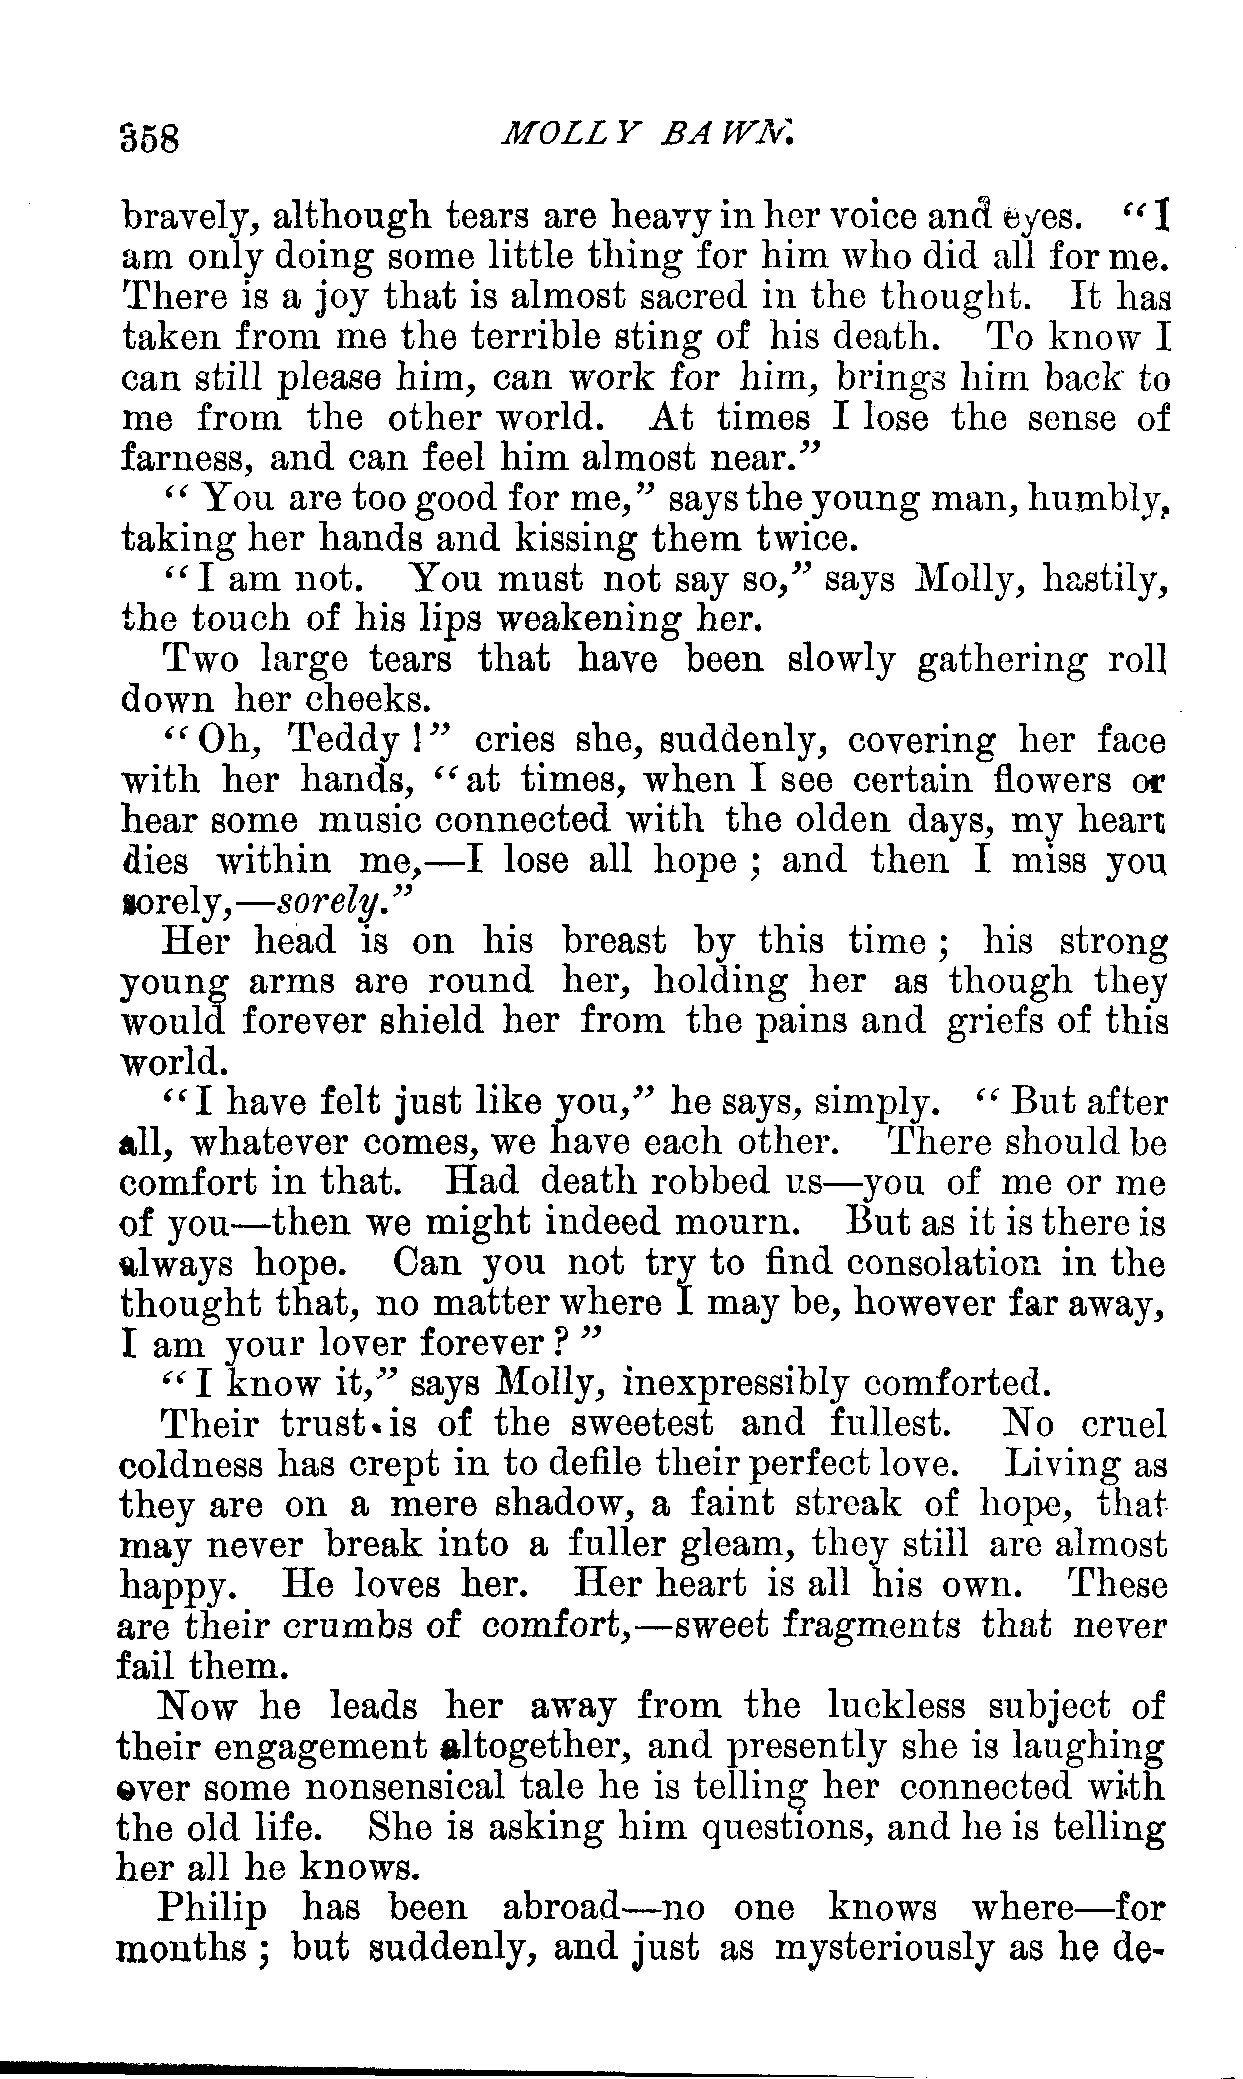 358 MOLLY BAWN.
bravely, although tears are heavy in her voice and eyes. "I
am only doing some little thing for him who did all for me.
There is a joy that is almost sacred in the thought. It has
taken from me the terrible sting of his death. To know I
can still please him, can work for him, brings him back to
me from the other world. At times I lose the sense of
farness, and can feel him almost near."
"You are too good for me," says the young man, humbly,
taking her hands and kissing them twice.
"I am not. You must not say so," says Molly, hastily,
the touch of his lips weakening her.
Two large tears that have been slowly gathering roll
down her cheeks.
"Oh, Teddy!" cries she, suddenly, covering her face
with her hands, "at times, when I see certain flowers or
hear some music connected with the olden days, my heart
dies within me,—I lose all hope; and then I miss you
sorely,—sorely."
Her head is on his breast by this time; his strong
young arms are round her, holding her as though they
would forever shield her from the pains and griefs of this
world.
"I have felt just like you," he says, simply. "But after
all, whatever comes, we have each other. There should be
comfort in that. Had death robbed us—you of me or me
of you—then we might indeed mourn. But as it is there is
always hope. Can you not try to find consolation in the
thought that, no matter where I may be, however far away,
I am your lover forever?"
"I know it," says Molly, inexpressibly comforted.
Their trust is of the sweetest and fullest. No cruel
coldness has crept in to defile their perfect love. Living as
they are on a mere shadow, a faint streak of hope, that
may never break into a fuller gleam, they still are almost
happy. He loves her. Her heart is all his own. These
are their crumbs of comfort,—sweet fragments that never
fail them.
Now he leads her away from the luckless subject of
their engagement altogether, and presently she is laughing
over some nonsensical tale he is telling her connected with
the old life. She is asking him questions, and he is telling
her all he knows.
Philip has been abroad—no one knows where—for
months; but suddenly, and just as mysteriously as he de-